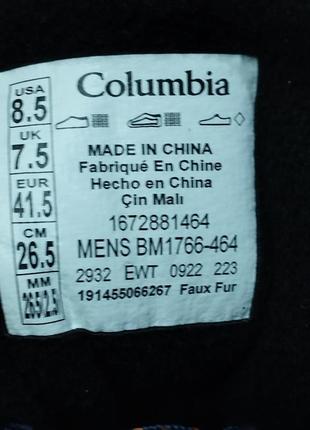 USA
8.5
UK
7.5
EUR
41.5
CM
26.5
MM
265/2.5
Columbia
MADE IN CHINA
Fabriqué En Chine
Hecho en China
Çin Malı
1672881464
MENS BM1766-464
2932 EWT 0922 223
191455066267 Faux Fur